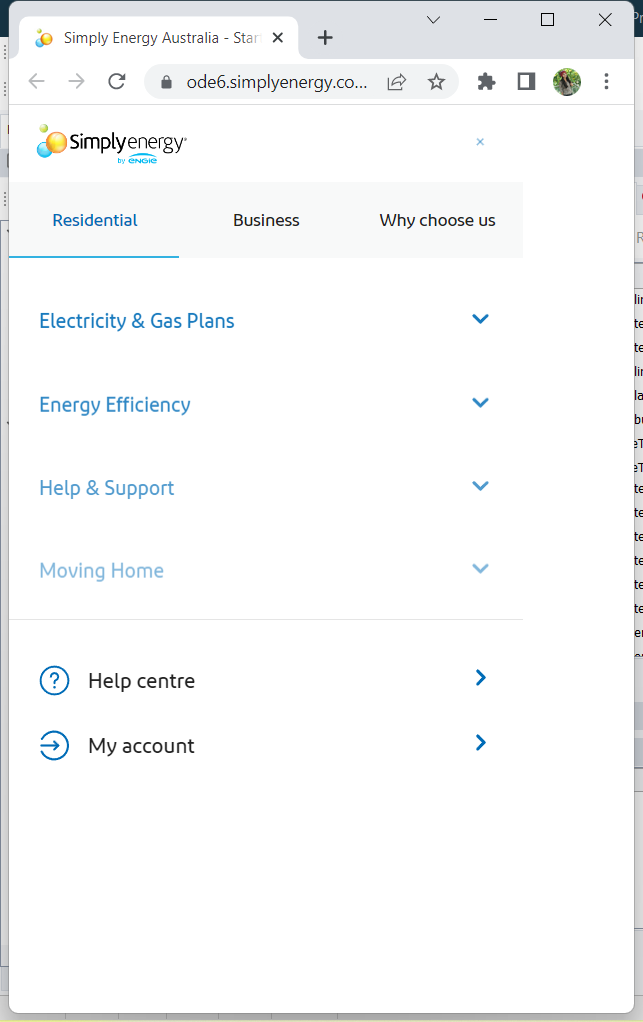 Simply Energy Australia - Star
ode6.simplyenergy.co...
Simplyenergy
by ENGIE
Residential
Business
Why choose us
Electricity & Gas Plans
Energy Efficiency
Help & Support
Moving Home
? Help centre
My account